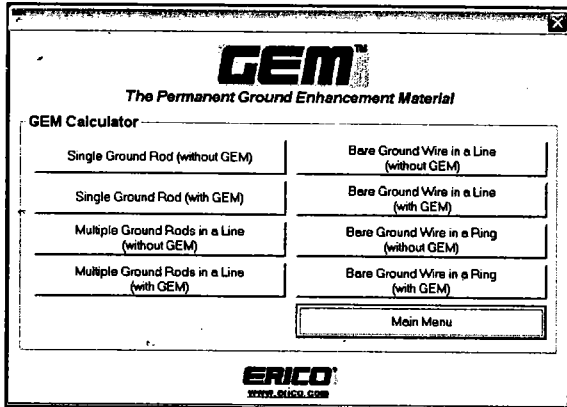 GEM™
The Permanent Ground Enhancement Material
GEM Calculator
Single Ground Rod (without GEM)
Single Ground Rod (with GEM)
Multiple Ground Rods in a Line
(without GEM)
Multiple Ground Rods in a Line
(with GEM)
Bare Ground Wire in a Line
(without GEM)
Bare Ground Wire in a Line
(with GEM)
Bare Ground Wire in a Ring
(without GEM)
Bare Ground Wire in a Ring
(with GEM)
Main Menu
ERICO
www.erico.com